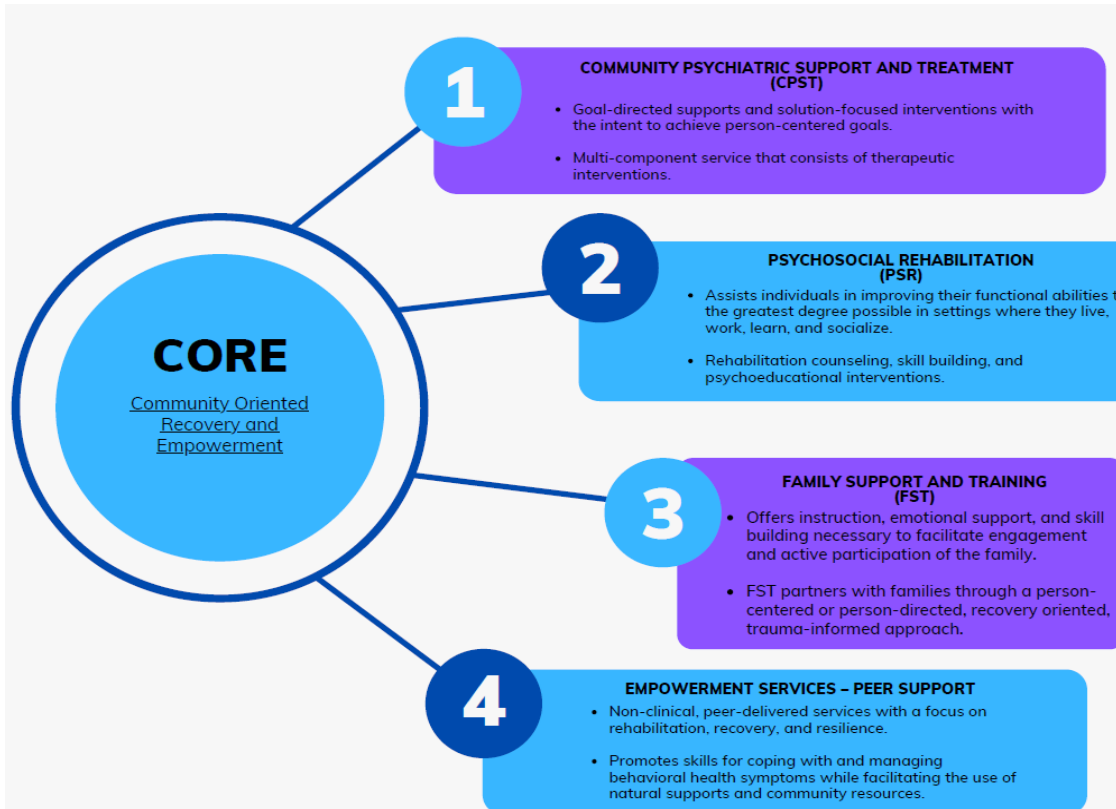 1
COMMUNITY PSYCHIATRIC SUPPORT AND TREATMENT
(CPST)
• Goal-directed supports and solution-focused interventions with
the intent to achieve person-centered goals.
• Multi-component service that consists of therapeutic
interventions.
2
PSYCHOSOCIAL REHABILITATION
(PSR)
• Assists individuals in improving their functional abilities t
the greatest degree possible in settings where they live,
work, learn, and socialize.
• Rehabilitation counseling, skill building, and
psychoeducational interventions.
CORE
Community Oriented
Recovery and
Empowerment
3
FAMILY SUPPORT AND TRAINING
(FST)
• Offers instruction, emotional support, and skill
building necessary to facilitate engagement
and active participation of the family.
• FST partners with families through a person-
centered or person-directed, recovery oriented,
trauma-informed approach.
4
EMPOWERMENT SERVICES – PEER SUPPORT
• Non-clinical, peer-delivered services with a focus on
rehabilitation, recovery, and resilience.
• Promotes skills for coping with and managing
behavioral health symptoms while facilitating the use of
natural supports and community resources.